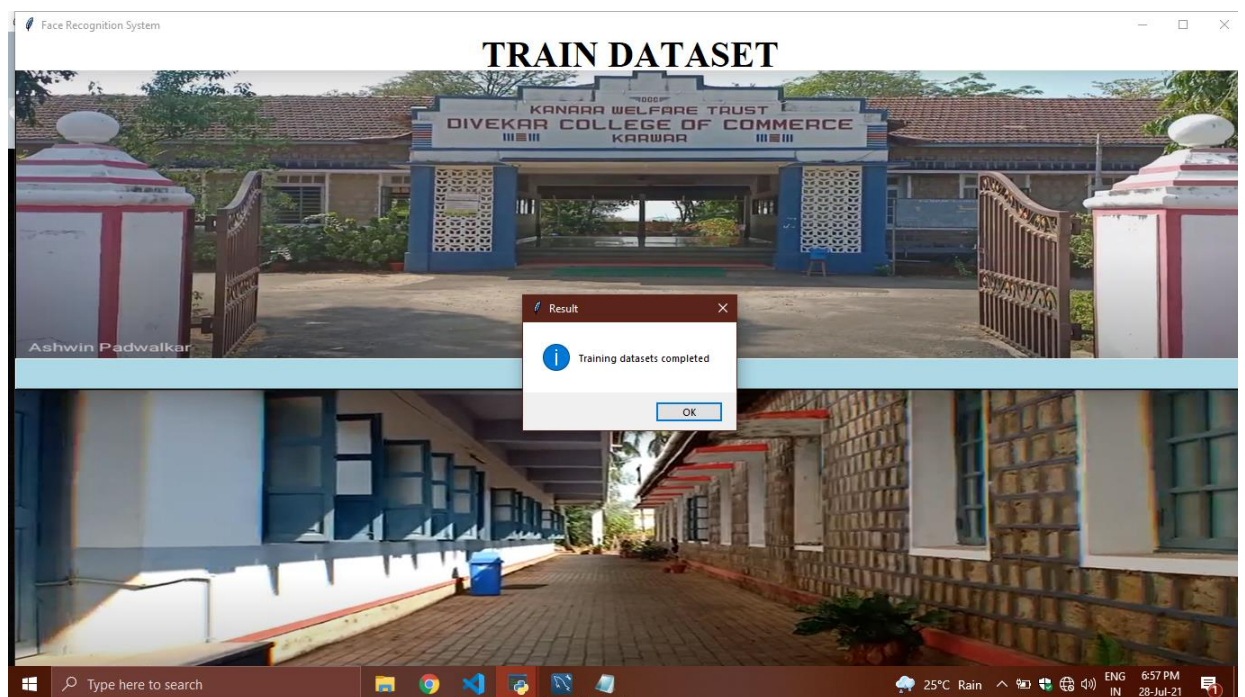 Face Recognition System
TRAIN DATASET
KANARA WELFARE TRUST
DIVEKAR COLLEGE OF COMMERCE
KARWAR
Ashwin Padwalkar
Result
Training datasets completed
OK
Type here to search
25°C Rain
ENG
IN
6:57 PM
28-Jul-21